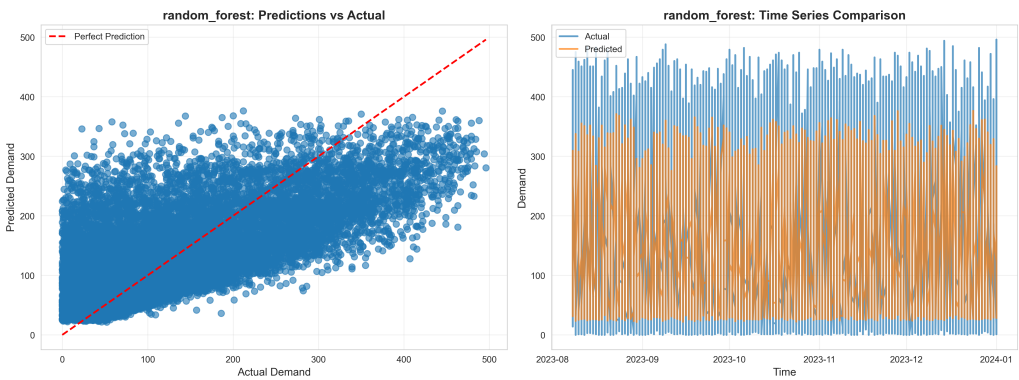 random_forest: Predictions vs Actual
Perfect Prediction
Predicted Demand
500
400
300
200
100
0
0 100 200 300 400 500
Actual Demand
random_forest: Time Series Comparison
Actual
Predicted
Demand
500
400
300
200
100
0
2023-08 2023-09 2023-10 2023-11 2023-12 2024-01
Time